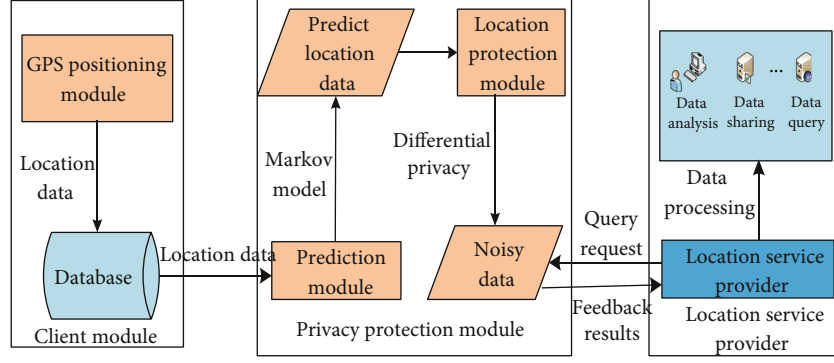 GPS positioning
module
Location
data
Database
Client module
Location data
Predict
location
data
Markov
model
Prediction
module
Location
protection
module
Differential
privacy
Noisy
data
Privacy protection module
Query
request
Feedback
results
...
Data
analysis
Data
sharing
Data
query
Data
processing
Location service
provider
Location service
provider